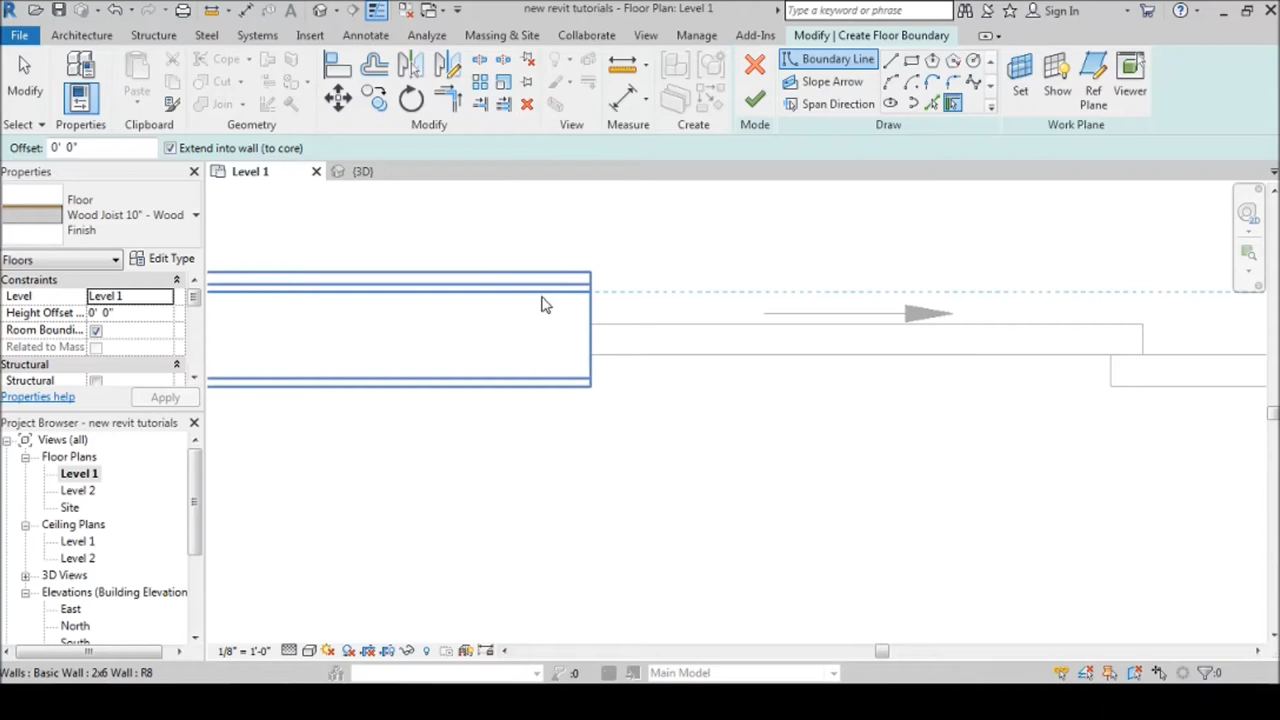 new revit tutorials - Floor Plan: Level 1
Type a keyword or phrase
Sign In
File
Architecture
Structure
Steel
Systems
Insert
Annotate
Analyze
Massing & Site
Collaborate
View
Manage
Add-Ins
Modify | Create Floor Boundary
Modify
Select
Properties
Paste
Cope
Cut
Join
Clipboard
Geometry
Modify
View
Measure
Create
Mode
Boundary Line
Slope Arrow
Span Direction
Draw
Set
Show
Ref Plane
Viewer
Work Plane
Offset: 0' 0"
Extend into wall (to core)
Properties
Level 1
{3D}
Floor
Wood Joist 10" - Wood
Finish
Floors
Edit Type
Constraints
Level
Level 1
Height Offset ...
0' 0"
Room Boundi...
Related to Mass
Structural
Structural
Properties help
Apply
Project Browser - new revit tutorials
Views (all)
Floor Plans
Level 1
Level 2
Site
Ceiling Plans
Level 1
Level 2
3D Views
Elevations (Building Elevation
East
North
South
2D
1/8" = 1'-0"
Walls : Basic Wall : 2x6 Wall : R8
:0
Main Model
:0